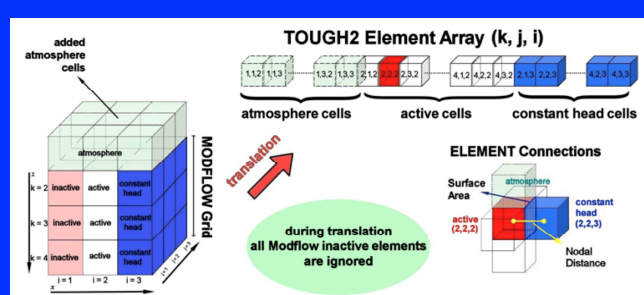 added
atmosphere
cells
TOUGH2 Element Array (k, j, i)
1,1,2 1,1,3 1,3,2 1,3,3 2,1,2 2,2,2 2,3,2 4,1,2 4,2,2 4,3,2 2,1,3 2,2,3 4,2,3 4,3,3
atmosphere cells
active cells
constant head cells
atmosphere
MODFLOW Grid
translation
z
k = 2
inactive
active
constant
head
k = 3
inactive
active
constant
head
k = 4
inactive
active
constant
head
i = 1
i = 2
i = 3
x
j=1
j=2
j=3
y
during translation
all Modflow inactive elements
are ignored
ELEMENT Connections
Surface
Area
atmosphere
active
(2,2,2)
constant
head
(2,2,3)
Nodal
Distance